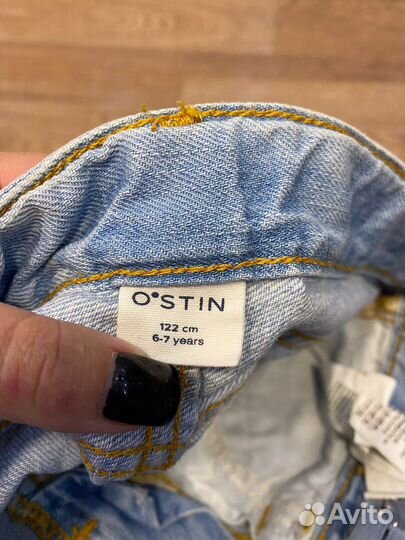 O'STIN
122 cm
6-7 years
Avito